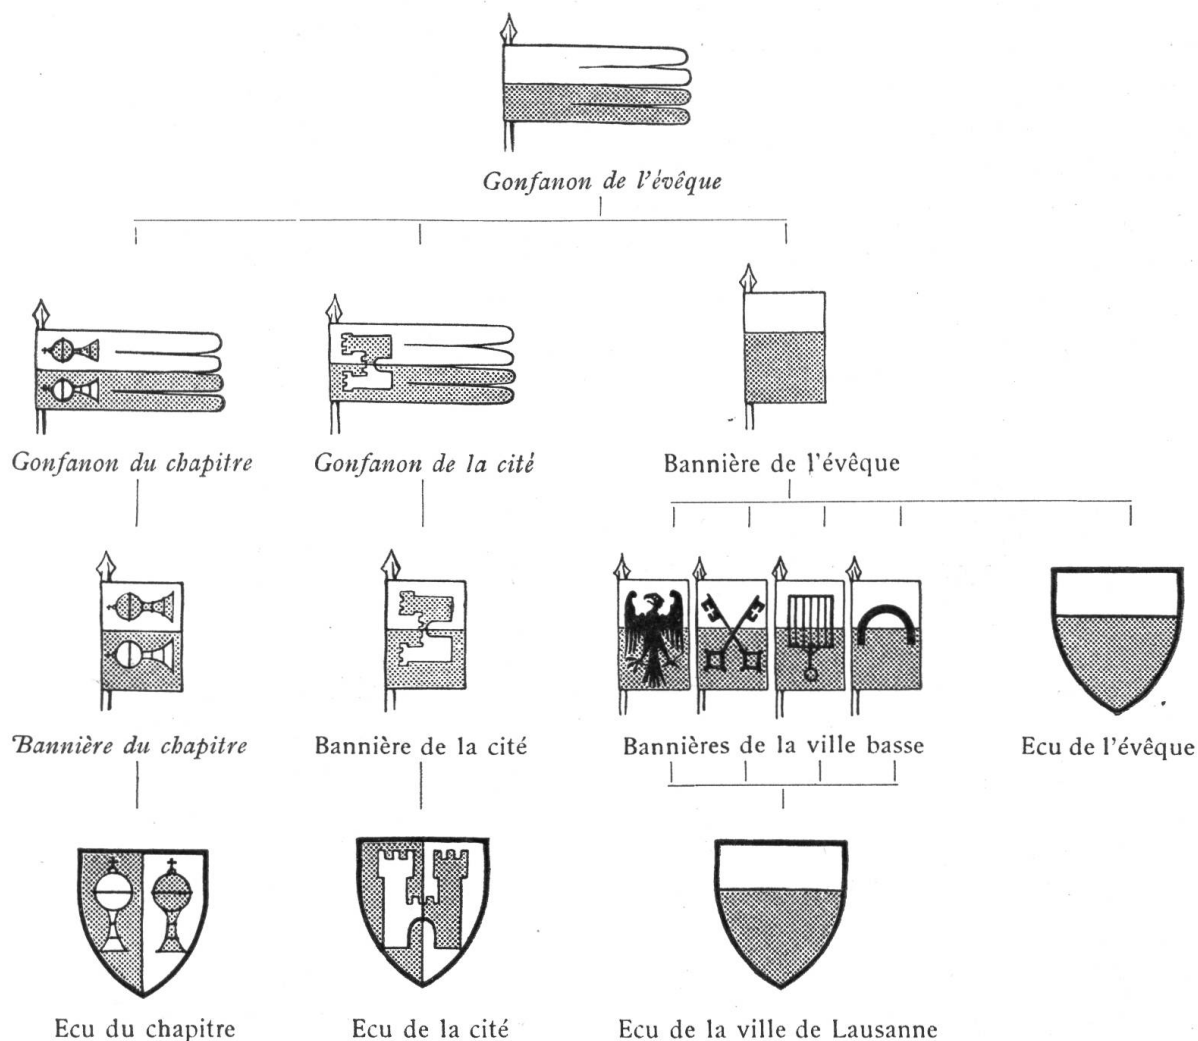 Gonfanon de l'évêque
Gonfanon du chapitre
Gonfanon de la cité
Bannière de l'évêque
Bannière du chapitre
Bannière de la cité
Bannières de la ville basse
Ecu de l'évêque
Ecu du chapitre
Ecu de la cité
Ecu de la ville de Lausanne